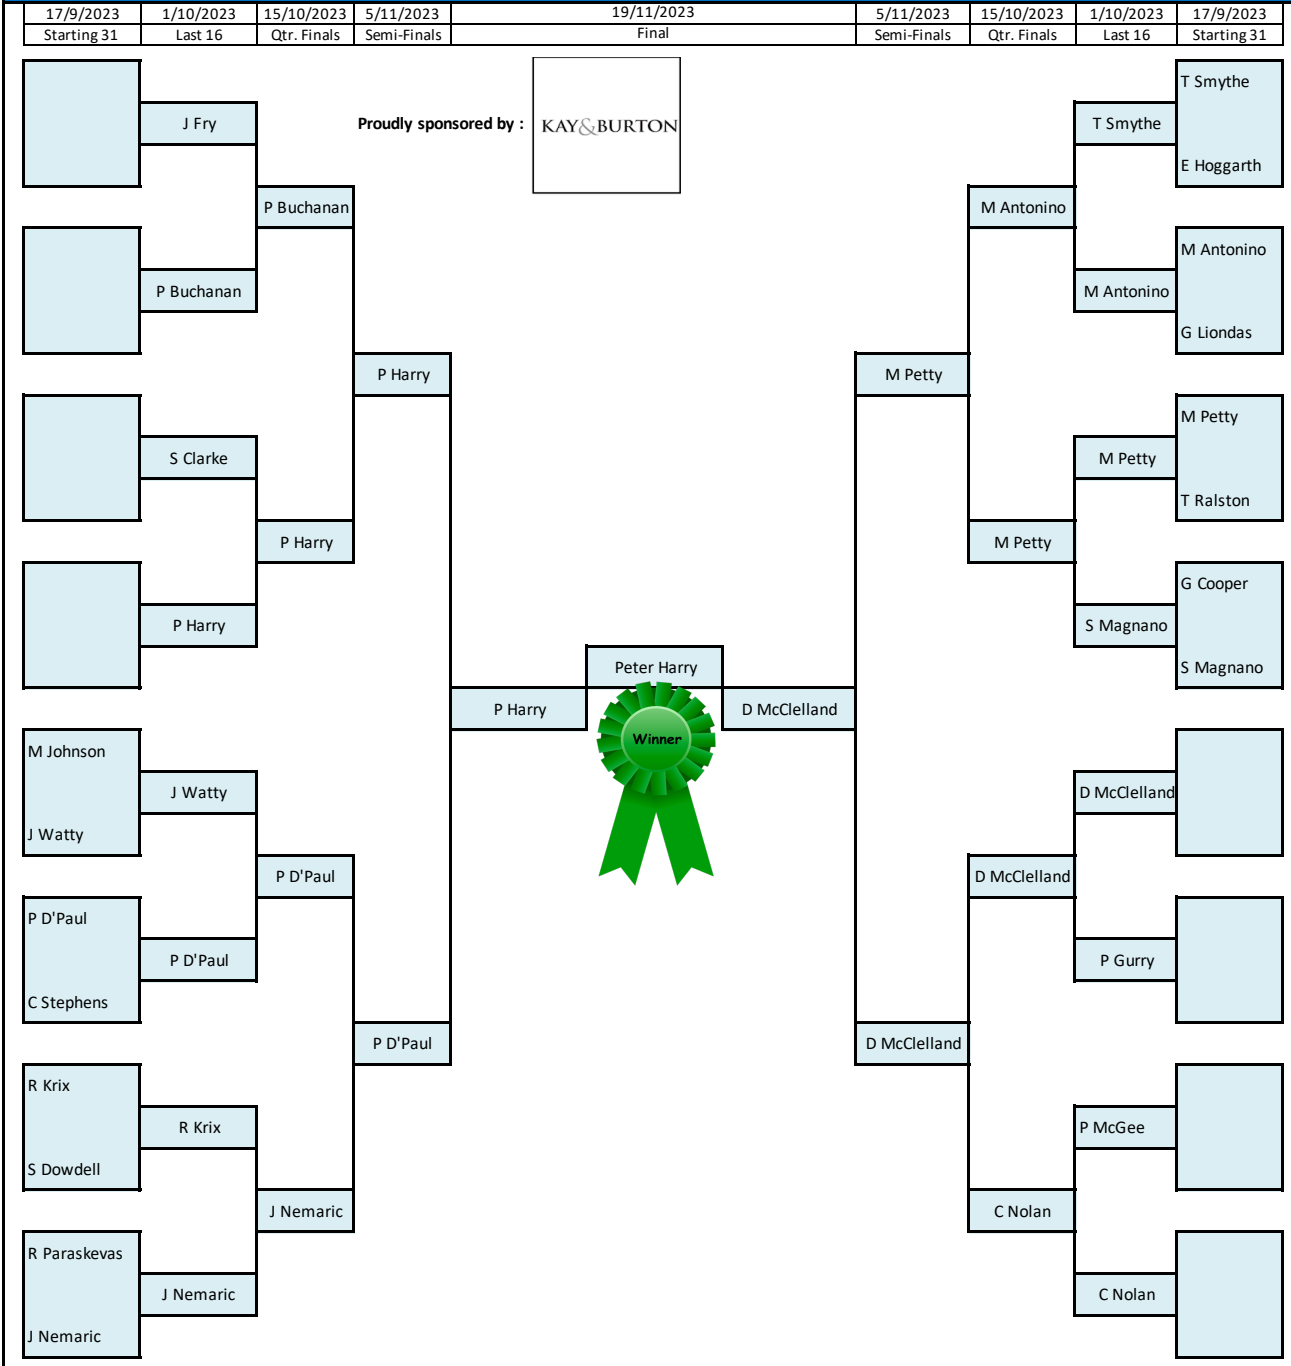 17/9/2023 1/10/2023 15/10/2023 5/11/2023 19/11/2023 5/11/2023 15/10/2023 1/10/2023 17/9/2023
Starting 31 Last 16 Qtr. Finals Semi-Finals Final Semi-Finals Qtr. Finals Last 16 Starting 31
T Smythe
J Fry Proudly sponsored by : KAY&BURTON T Smythe
E Hoggarth
P Buchanan M Antonino
M Antonino
P Buchanan M Antonino
G Liondas
P Harry M Petty
M Petty
S Clarke M Petty
T Ralston
P Harry M Petty
G Cooper
P Harry S Magnano
Peter Harry S Magnano
P Harry D McClelland
Winner
M Johnson
J Watty D McClelland
J Watty
P D'Paul D McClelland
P D'Paul
P D'Paul P Gurry
C Stephens
P D'Paul D McClelland
R Krix
R Krix P McGee
S Dowdell
J Nemaric C Nolan
R Paraskevas
J Nemaric C Nolan
J Nemaric